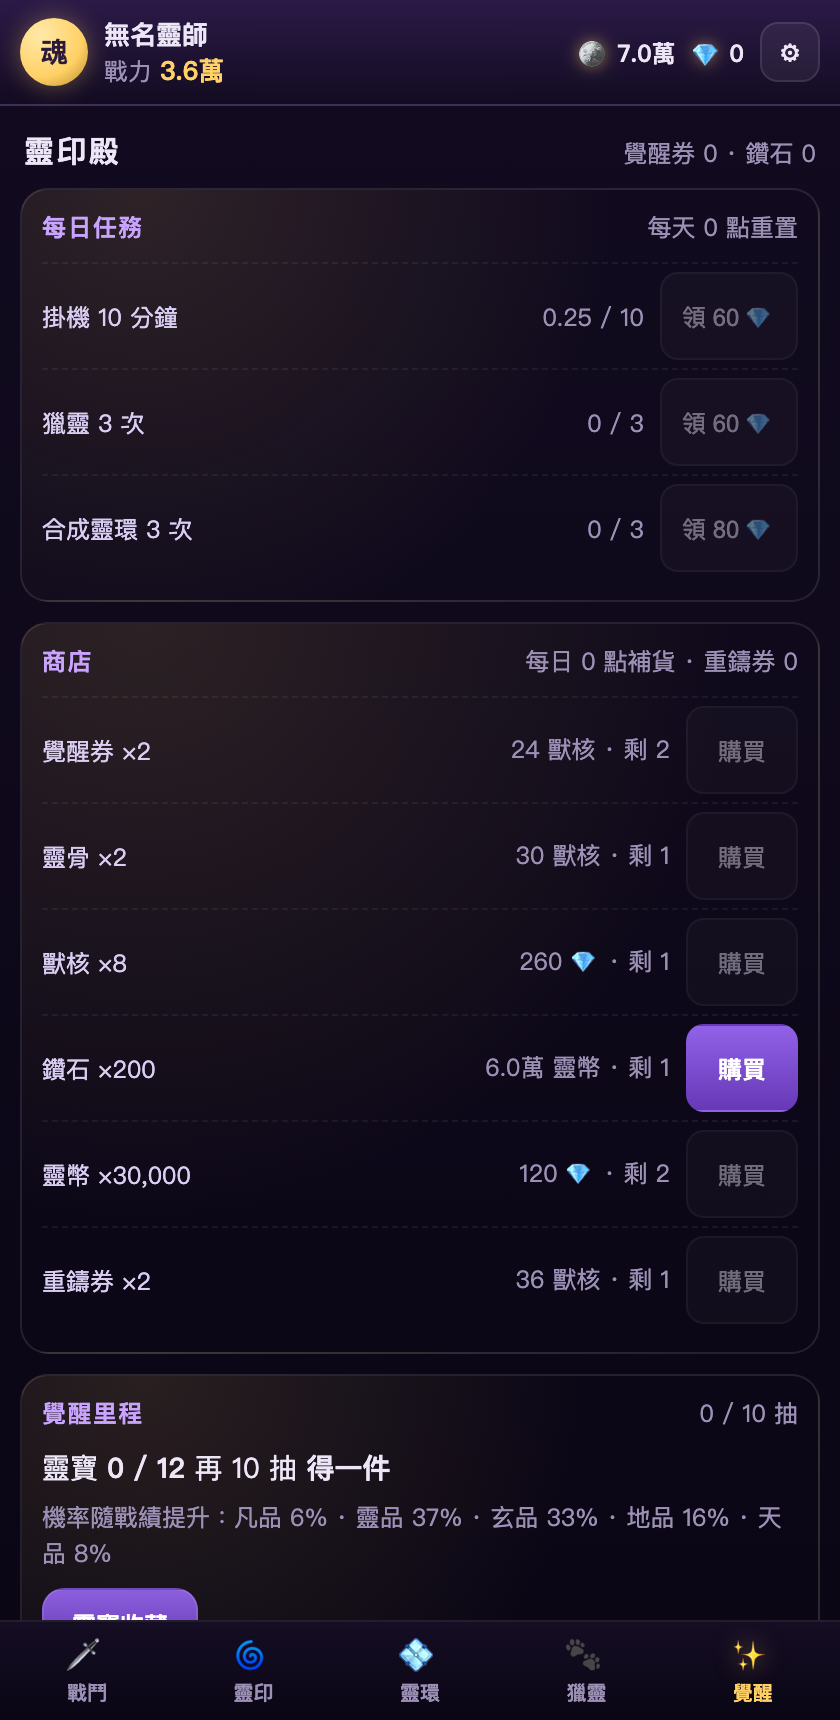 魂
無名靈師
戰力 3.6萬
7.0萬 0
靈印殿
覺醒券 0 · 鑽石 0
每日任務
每天 0 點重置
掛機 10 分鐘
0.25 / 10
領 60
獵靈 3 次
0 / 3
領 60
合成靈環 3 次
0 / 3
領 80
商店
每日 0 點補貨 · 重鑄券 0
覺醒券 ×2
24 獸核 · 剩 2
購買
靈骨 ×2
30 獸核 · 剩 1
購買
獸核 ×8
260 · 剩 1
購買
鑽石 ×200
6.0萬 靈幣 · 剩 1
購買
靈幣 ×30,000
120 · 剩 2
購買
重鑄券 ×2
36 獸核 · 剩 1
購買
覺醒里程
0 / 10 抽
靈寶 0 / 12 再 10 抽 得一件
機率隨戰績提升：凡品 6% · 靈品 37% · 玄品 33% · 地品 16% · 天
品 8%
戰鬥
靈印
靈環
獵靈
覺醒